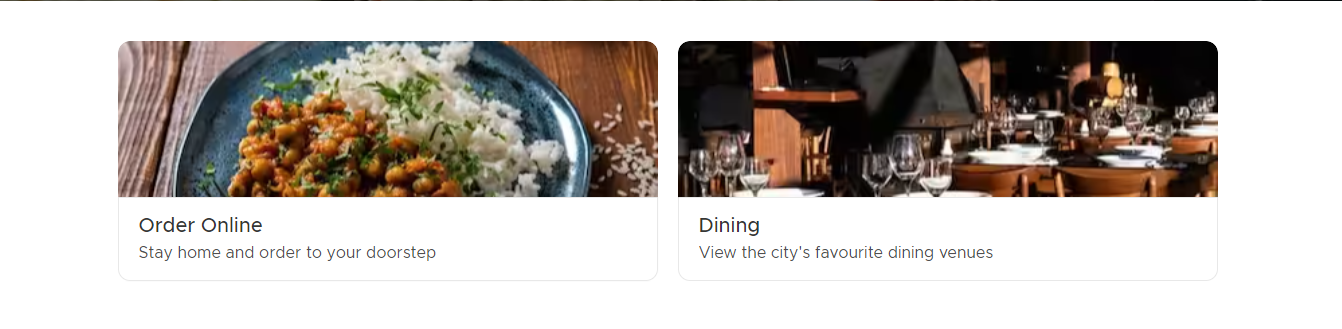 Order Online
Stay home and order to your doorstep
Dining
View the city's favourite dining venues